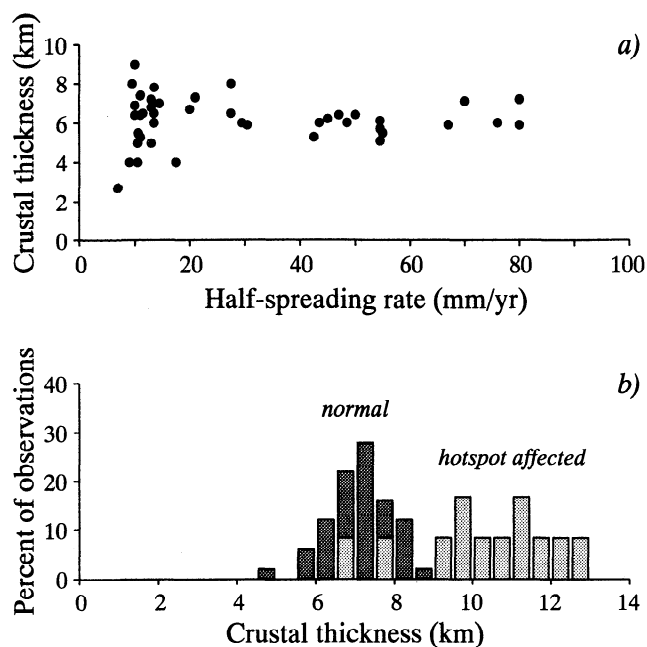 a)
Crustal thickness (km)
10
8
6
4
2
0
0 20 40 60 80 100
Half-spreading rate (mm/yr)
b)
Percent of observations
40
30
20
10
0
normal
hotspot affected
0 2 4 6 8 10 12 14
Crustal thickness (km)